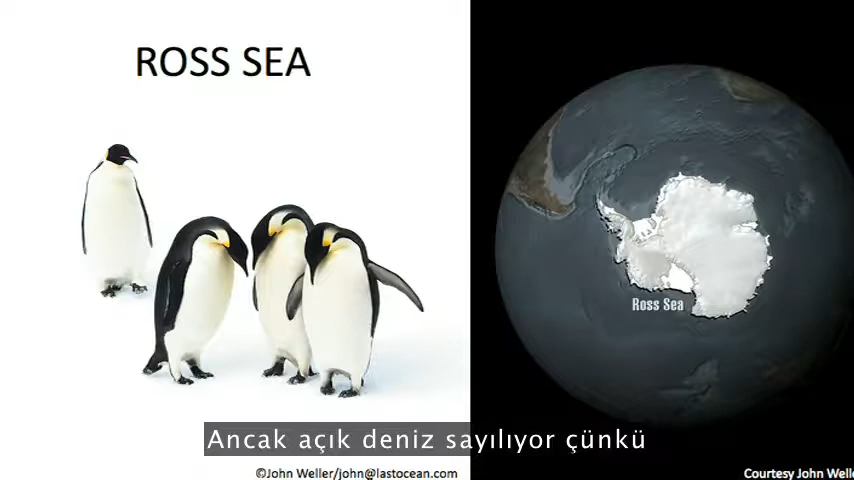 ROSS SEA
Ross Sea
Ancak açık deniz sayılıyor çünkü
©John Weller/john@lastocean.com
Courtesy John Welle